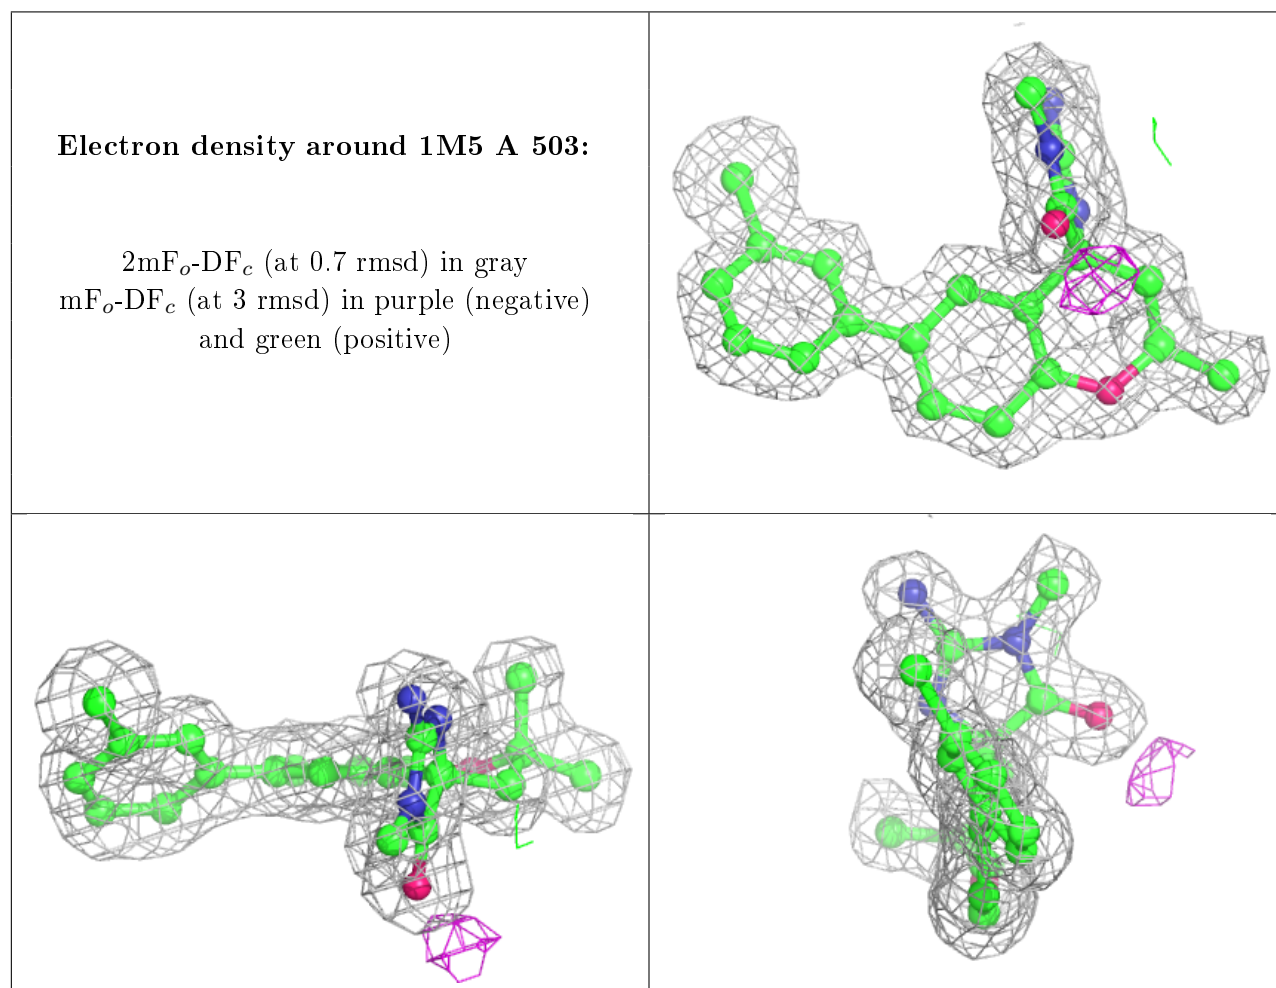 Electron density around 1M5 A 503:
2mFo-DFc (at 0.7 rmsd) in gray
mFo-DFc (at 3 rmsd) in purple (negative)
and green (positive)